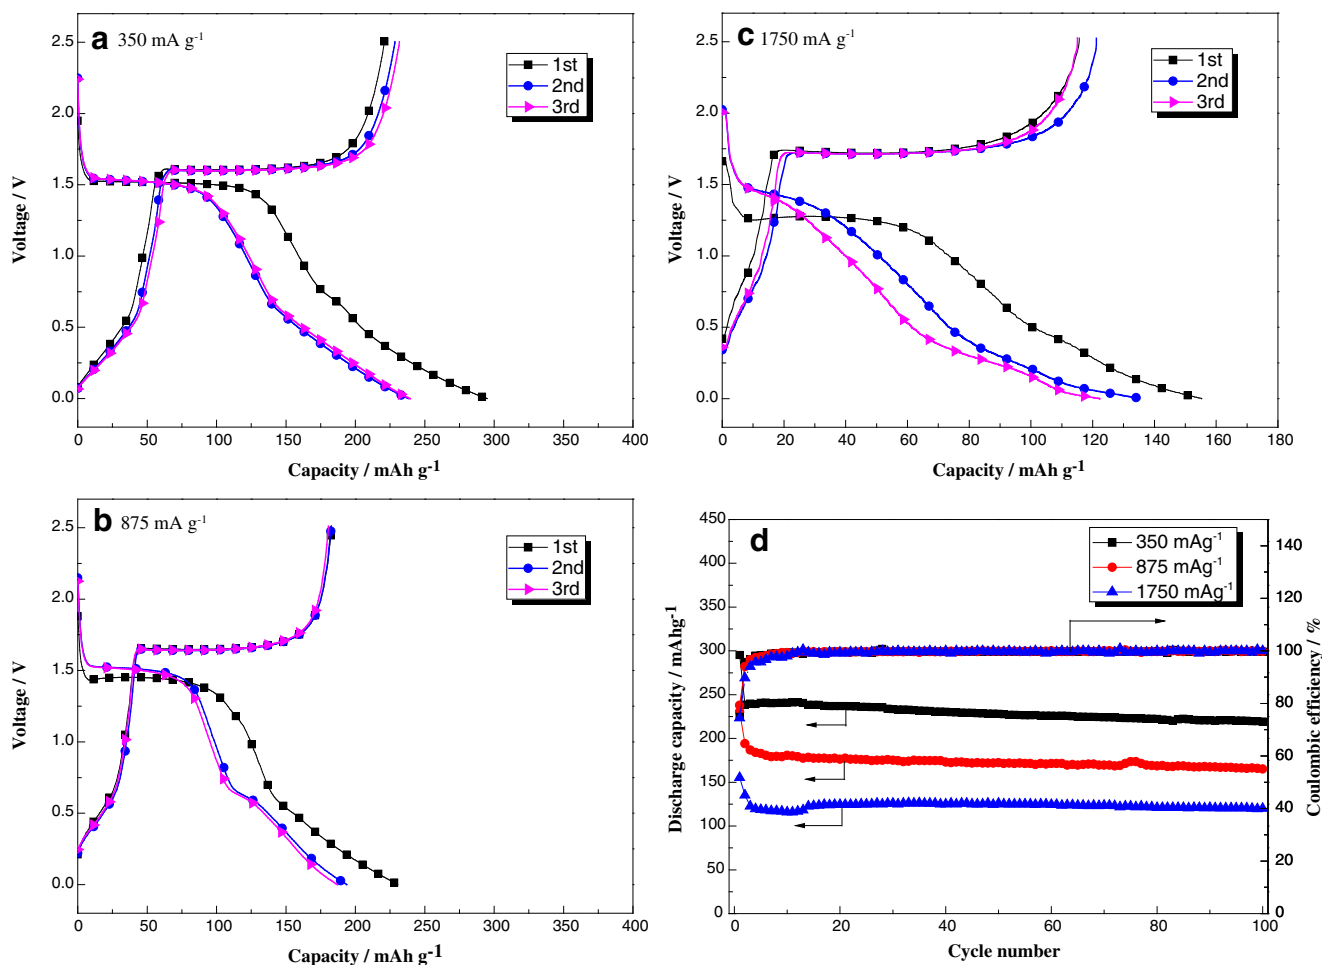 a 350 mA g-1
1st
2nd
3rd
2.5
2.0
1.5
1.0
0.5
0.0
Voltage / V
0 50 100 150 200 250 300 350 400
Capacity / mAh g-1
c 1750 mA g-1
1st
2nd
3rd
2.5
2.0
1.5
1.0
0.5
0.0
Voltage / V
0 20 40 60 80 100 120 140 160 180
Capacity / mAh g-1
b 875 mA g-1
1st
2nd
3rd
2.5
2.0
1.5
1.0
0.5
0.0
Voltage / V
0 50 100 150 200 250 300 350 400
Capacity / mAh g-1
d
350 mAg-1
875 mAg-1
1750 mAg-1
450
400
350
300
250
200
150
125
100
75
50
25
0
Discharge capacity / mAhg-1
140
120
100
80
60
40
20
0
Coulombic efficiency / %
0 20 40 60 80 100
Cycle number